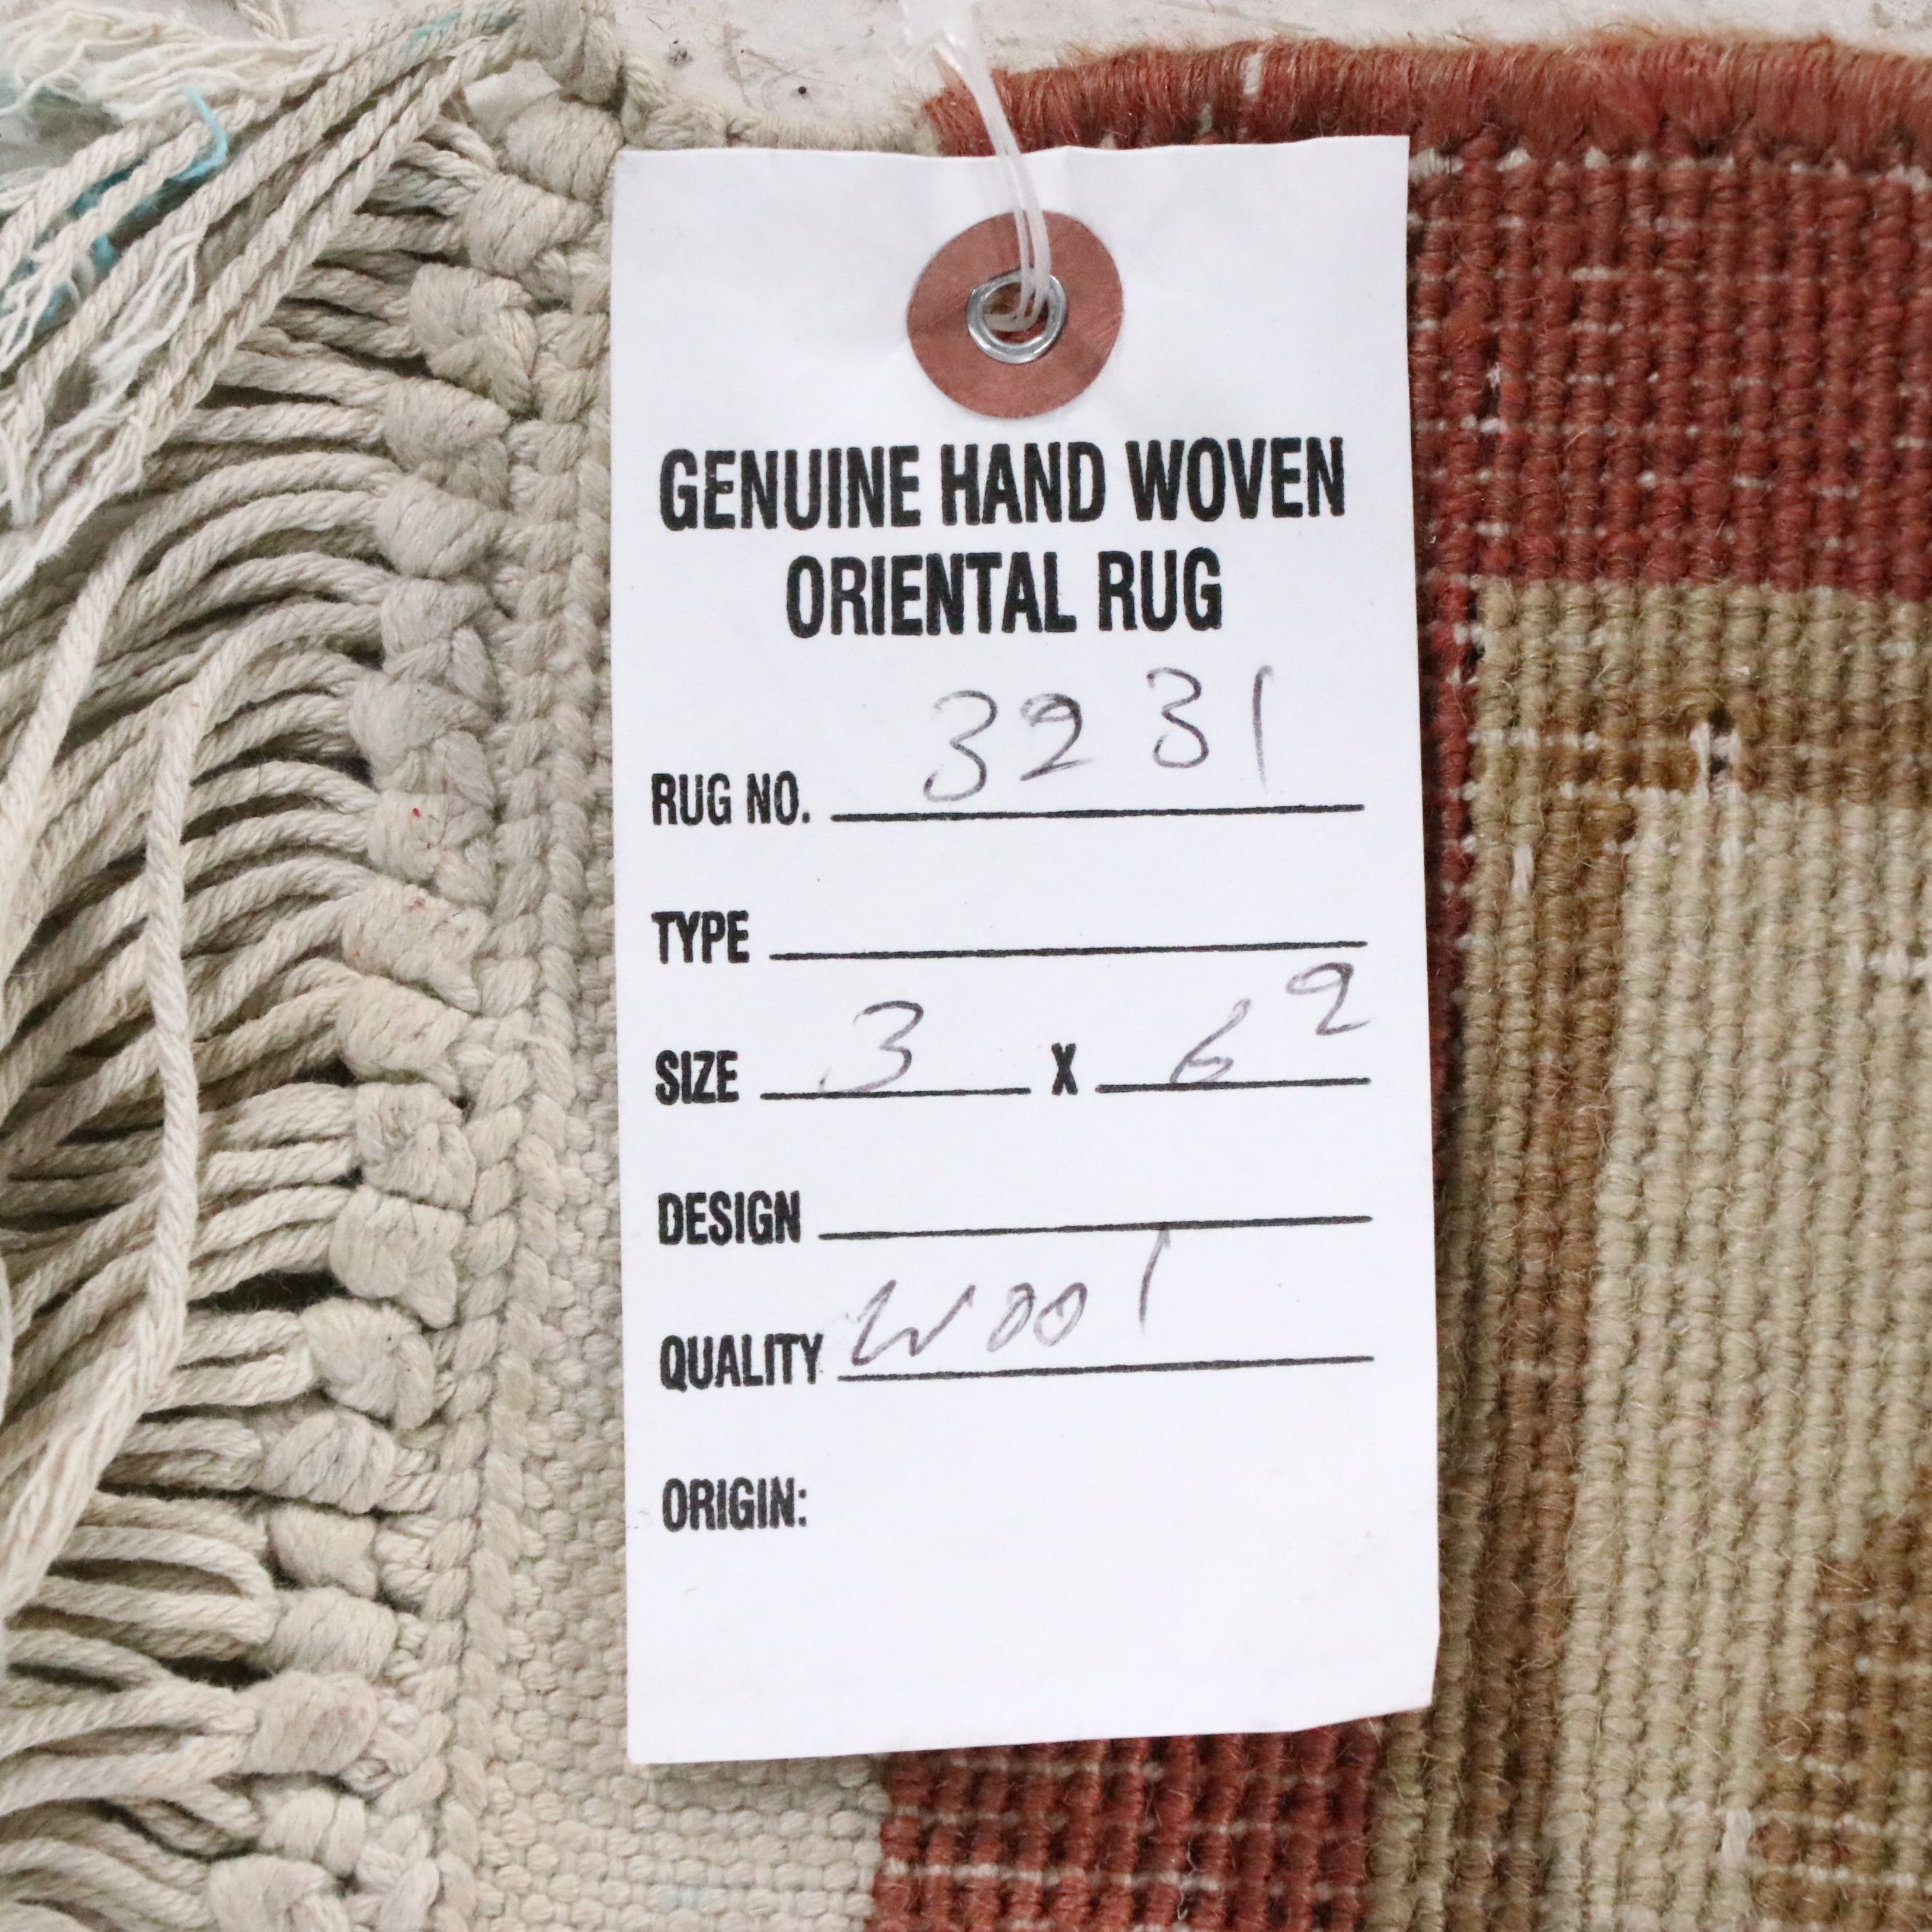 GENUINE HAND WOVEN
ORIENTAL RUG
RUG NO. 3231
TYPE
SIZE 3 X 6 2
DESIGN
QUALITY Wool
ORIGIN: